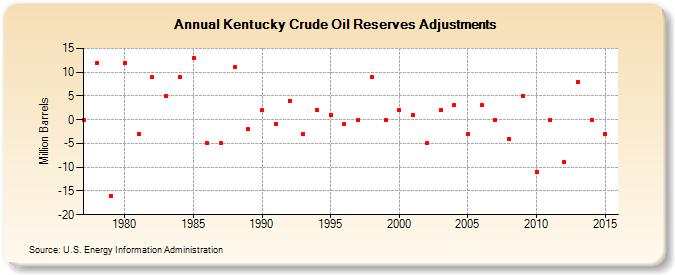 Annual Kentucky Crude Oil Reserves Adjustments
Million Barrels
15
10
5
0
-5
-10
-15
-20
1980 1985 1990 1995 2000 2005 2010 2015
Source: U.S. Energy Information Administration